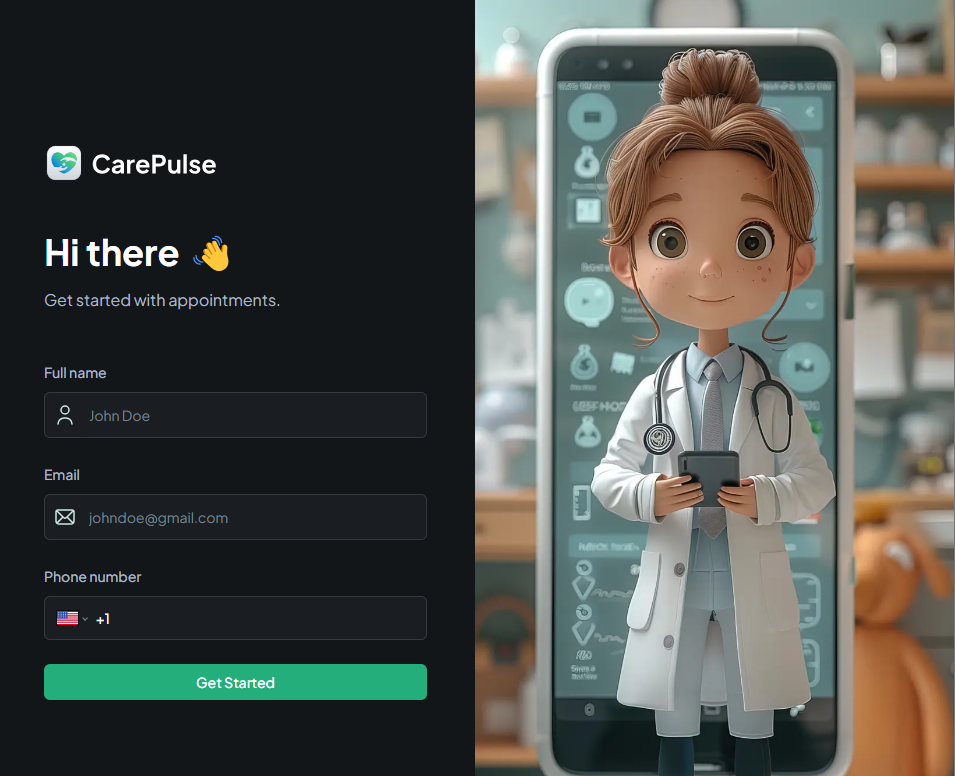 CarePulse
Hi there 👋
Get started with appointments.
Full name
John Doe
Email
johndoe@gmail.com
Phone number
+1
Get Started